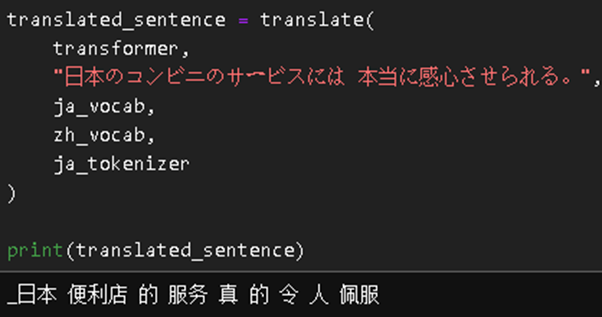 translated_sentence = translate(
    transformer,
    "日本のコンビニのサービスには 本当に感心させられる。",
    ja_vocab,
    zh_vocab,
    ja_tokenizer
)
print(translated_sentence)
_日本 便利店 的 服务 真 的 令 人 佩服